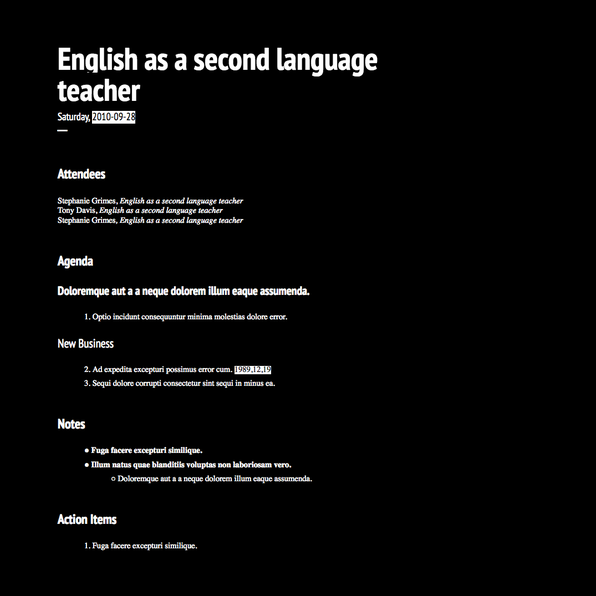 English as a second language
teacher
Saturday, 2010-09-28
Attendees
Stephanie Grimes, English as a second language teacher
Tony Davis, English as a second language teacher
Stephanie Grimes, English as a second language teacher
Agenda
Doloremque aut a a neque dolorem illum eaque assumenda.
1. Optio incidunt consequuntur minima molestias dolore error.
New Business
2. Ad expedita excepturi possimus error cum. 1989,12,19
3. Sequi dolore corrupti consectetur sint sequi in minus ea.
Notes
• Fuga facere excepturi similique.
• Illum natus quae blanditiis voluptas non laboriosam vero.
○ Doloremque aut a a neque dolorem illum eaque assumenda.
Action Items
1. Fuga facere excepturi similique.